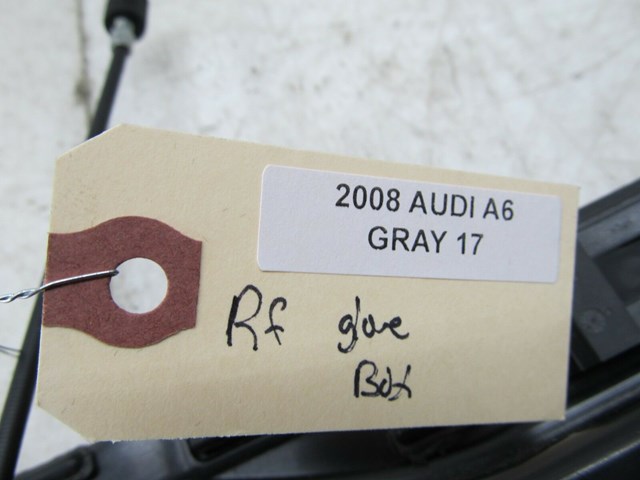 2008 AUDI A6
GRAY 17
Rf glove
Box